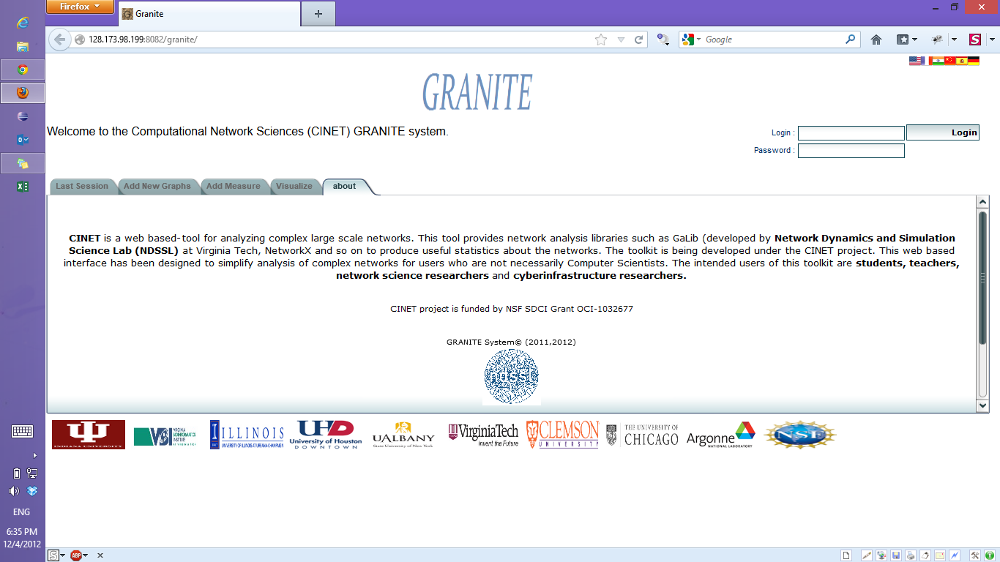 Firefox
Granite
128.173.98.199:8082/granite/
Google
GRANITE
Welcome to the Computational Network Sciences (CINET) GRANITE system.
Login :
Login
Password :
Last Session
Add New Graphs
Add Measure
Visualize
about
CINET is a web based-tool for analyzing complex large scale networks. This tool provides network analysis libraries such as GaLib (developed by Network Dynamics and Simulation
Science Lab (NDSSL) at Virginia Tech, NetworkX and so on to produce useful statistics about the networks. The toolkit is being developed under the CINET project. This web based
interface has been designed to simplify analysis of complex networks for users who are not necessarily Computer Scientists. The intended users of this toolkit are students, teachers,
network science researchers and cyberinfrastructure researchers.
CINET project is funded by NSF SDCI Grant OCI-1032677
GRANITE System© (2011,2012)
ndssl
INDIANA UNIVERSITY
VBI VIRGINIA BIOINFORMATICS INSTITUTE
ILLINOIS
UNIVERSITY OF ILLINOIS AT URBANA-CHAMPAIGN
UHD
University of Houston
DOWNTOWN
UALBANY
State University of New York
VirginiaTech
Invent the Future
CLEMSON
UNIVERSITY
THE UNIVERSITY OF
CHICAGO
Argonne
NATIONAL LABORATORY
NSF
ENG
6:35 PM
12/4/2012
S
ABP